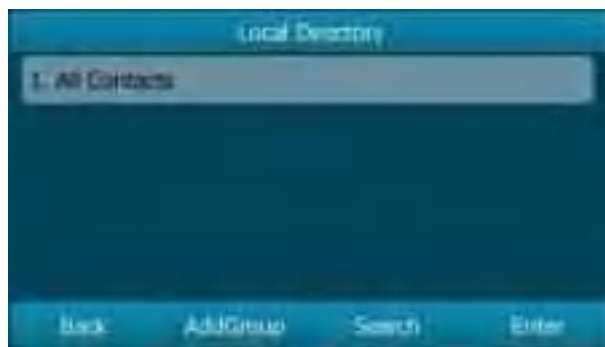 Local Directory
1. All Contacts
Back AddGroup Search Enter